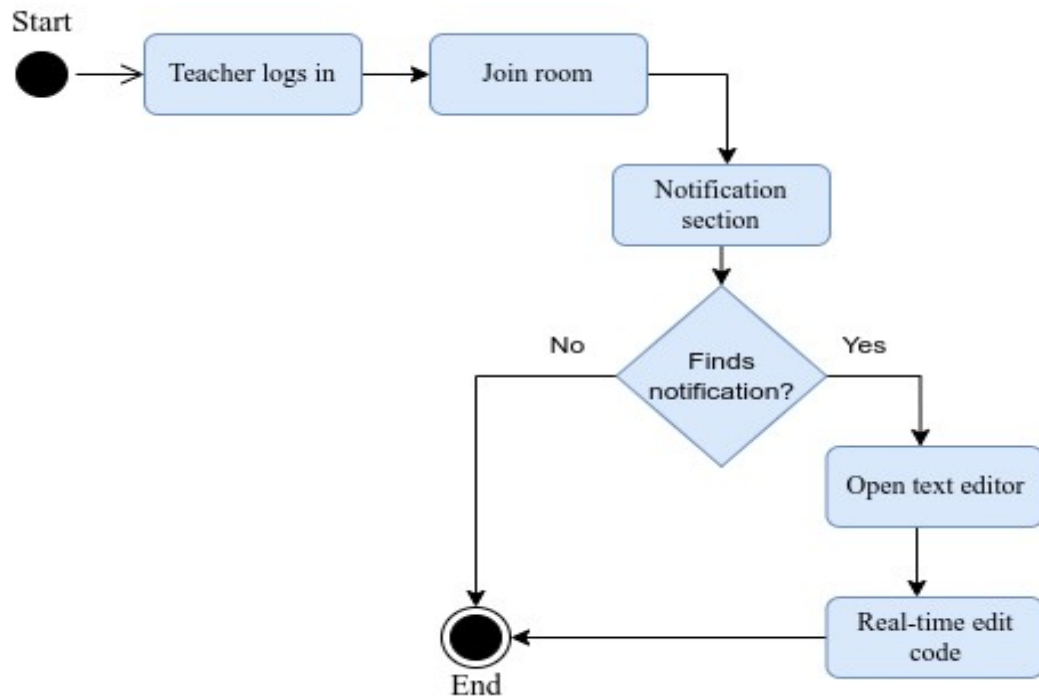 Start
Teacher logs in
Join room
Notification
section
Finds
notification?
No
Yes
Open text editor
Real-time edit
code
End